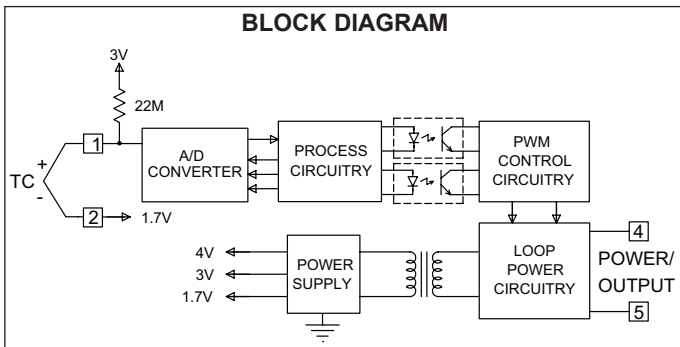 BLOCK DIAGRAM
3V
22M
1
A/D
CONVERTER
PROCESS
CIRCUITRY
PWM
CONTROL
CIRCUITRY
TC
+
-
2
1.7V
4V
3V
1.7V
POWER
SUPPLY
LOOP
POWER
CIRCUITRY
4
POWER/
OUTPUT
5